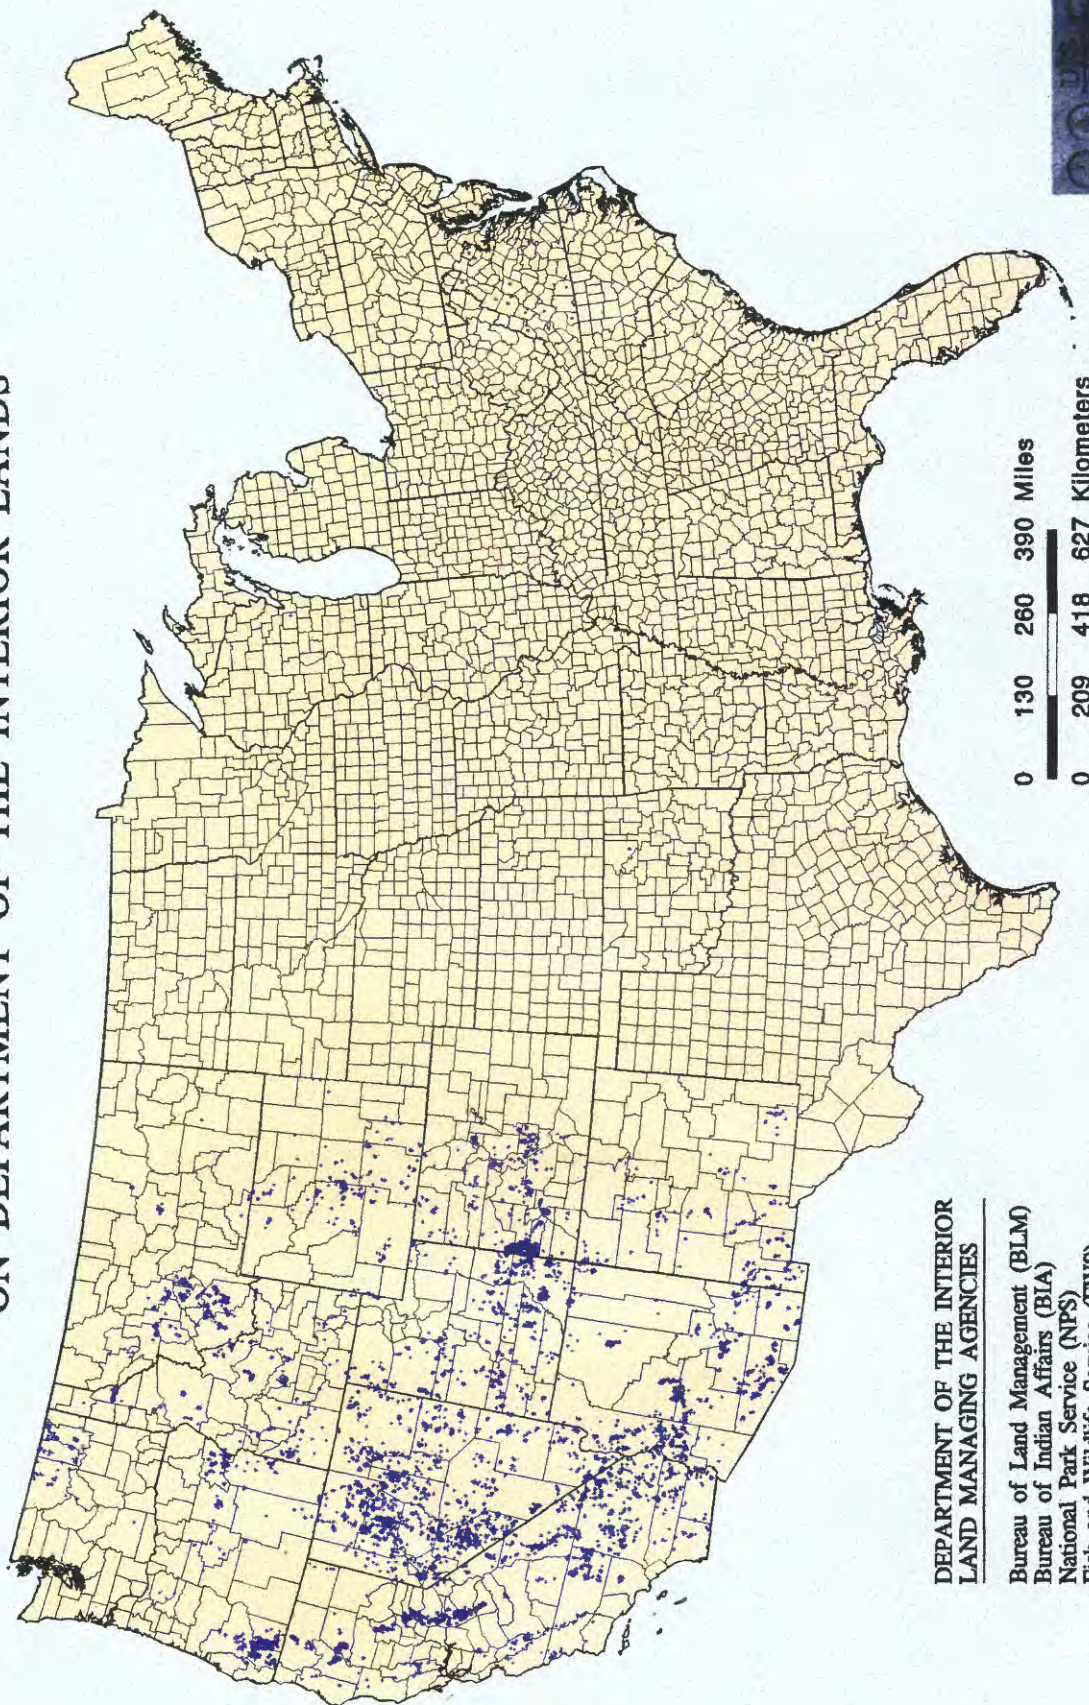 ON DEPARTMENT OF THE INTERIOR LANDS
0 130 260 390 Miles
0 209 418 627 Kilometers
DEPARTMENT OF THE INTERIOR
LAND MANAGING AGENCIES
Bureau of Land Management (BLM)
Bureau of Indian Affairs (BIA)
National Park Service (NPS)